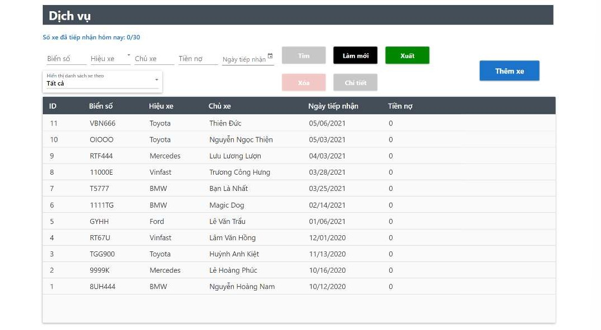 Dịch vụ
Số xe đã tiếp nhận hôm nay: 0/30
Biển số Hiệu xe Chủ xe Tiền nợ Ngày tiếp nhận Tìm Làm mới Xuất
Thêm xe
Hiển thị danh sách xe theo
Tất cả
Xóa Chi tiết
ID Biển số Hiệu xe Chủ xe Ngày tiếp nhận Tiền nợ
11 VBN666 Toyota Thiên Đức 05/06/2021 0
10 OIOOO Toyota Nguyễn Ngọc Thiện 05/03/2021 0
9 RTF444 Mercedes Lưu Lương Lượn 04/03/2021 0
8 11000E Vinfast Trương Công Hưng 03/28/2021 0
7 T5777 BMW Bạn Là Nhất 03/25/2021 0
6 1111TG BMW Magic Dog 02/14/2021 0
5 GYHH Ford Lê Văn Trẩu 01/06/2021 0
4 RT67U Vinfast Lâm Văn Hồng 12/01/2020 0
3 TGG900 Toyota Huỳnh Anh Kiệt 11/13/2020 0
2 9999K Mercedes Lê Hoàng Phúc 10/16/2020 0
1 8UH444 BMW Nguyễn Hoàng Nam 10/12/2020 0